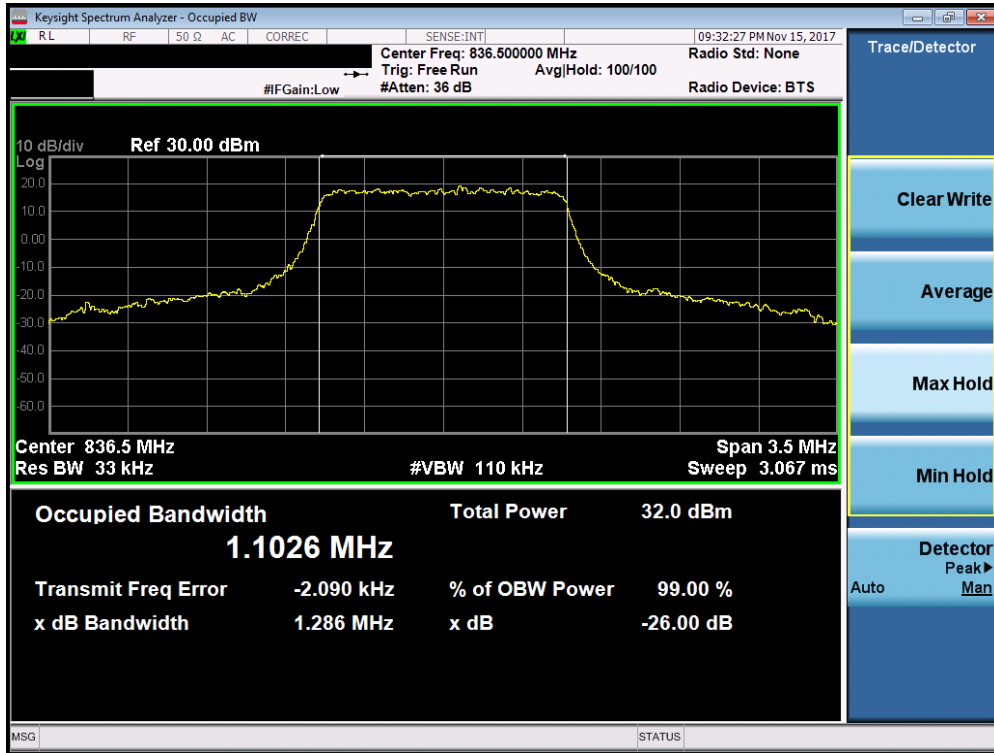 Keysight Spectrum Analyzer - Occupied BW
LXI RL RF 50 Ω AC CORREC SENSE:INT 09:32:27 PM Nov 15, 2017
Center Freq: 836.500000 MHz Radio Std: None
Trig: Free Run Avg|Hold: 100/100
#IFGain:Low #Atten: 36 dB Radio Device: BTS
10 dB/div Ref 30.00 dBm
Log
20.0
10.0
0.00
-10.0
-20.0
-30.0
-40.0
-50.0
-60.0
Center 836.5 MHz Span 3.5 MHz
Res BW 33 kHz #VBW 110 kHz Sweep 3.067 ms
Occupied Bandwidth Total Power 32.0 dBm
1.1026 MHz
Transmit Freq Error -2.090 kHz % of OBW Power 99.00 %
x dB Bandwidth 1.286 MHz x dB -26.00 dB
MSG STATUS
Trace/Detector
Clear Write
Average
Max Hold
Min Hold
Detector
Peak▶
Auto Man